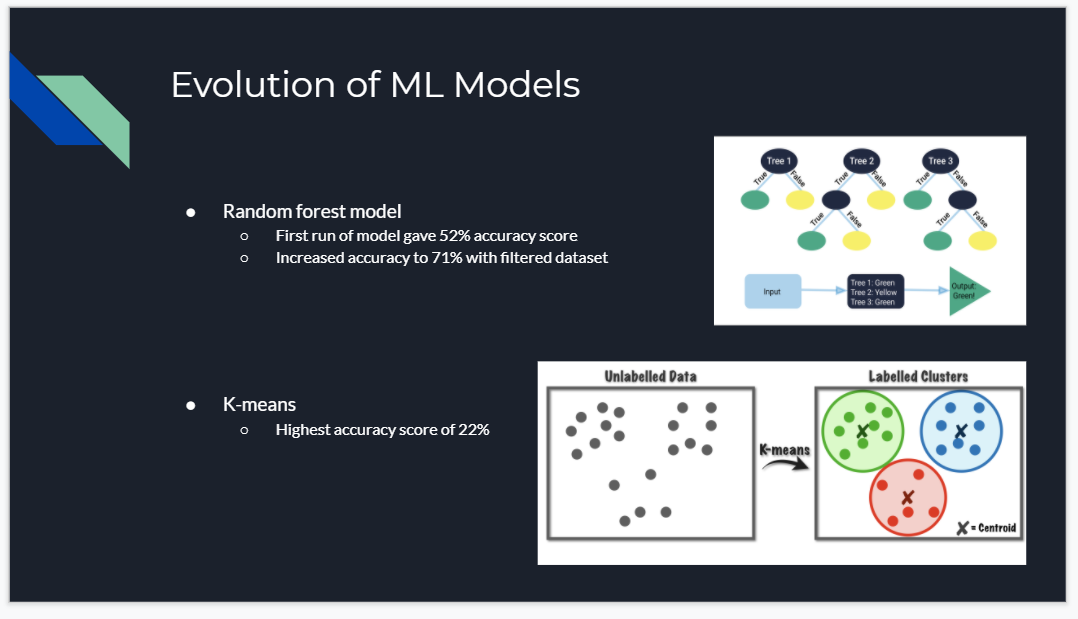 Evolution of ML Models
● Random forest model
○ First run of model gave 52% accuracy score
○ Increased accuracy to 71% with filtered dataset
Tree 1
Tree 2
Tree 3
True
False
True
False
True
False
True
False
True
False
Input
Tree 1: Green
Tree 2: Yellow
Tree 3: Green
Output:
Green!
● K-means
○ Highest accuracy score of 22%
Unlabelled Data
K-means
Labelled Clusters
X = Centroid